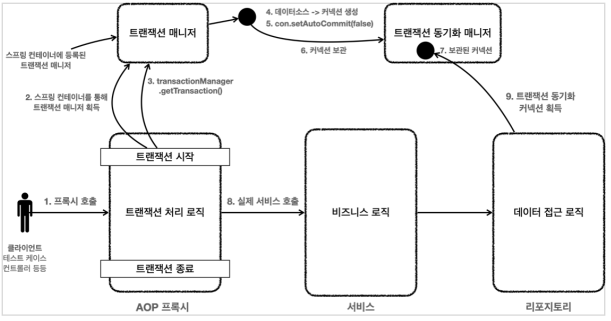 트랜잭션 매니저
4. 데이터소스 -> 커넥션 생성
5. con.setAutoCommit(false)
6. 커넥션 보관
트랜잭션 동기화 매니저
7. 보관된 커넥션
스프링 컨테이너에 등록된
트랜잭션 매니저
2. 스프링 컨테이너를 통해
트랜잭션 매니저 획득
3. transactionManager
.getTransaction()
9. 트랜잭션 동기화
커넥션 획득
트랜잭션 시작
1. 프록시 호출
트랜잭션 처리 로직
8. 실제 서비스 호출
비즈니스 로직
데이터 접근 로직
클라이언트
테스트 케이스
컨트롤러 등등
트랜잭션 종료
AOP 프록시
서비스
리포지토리